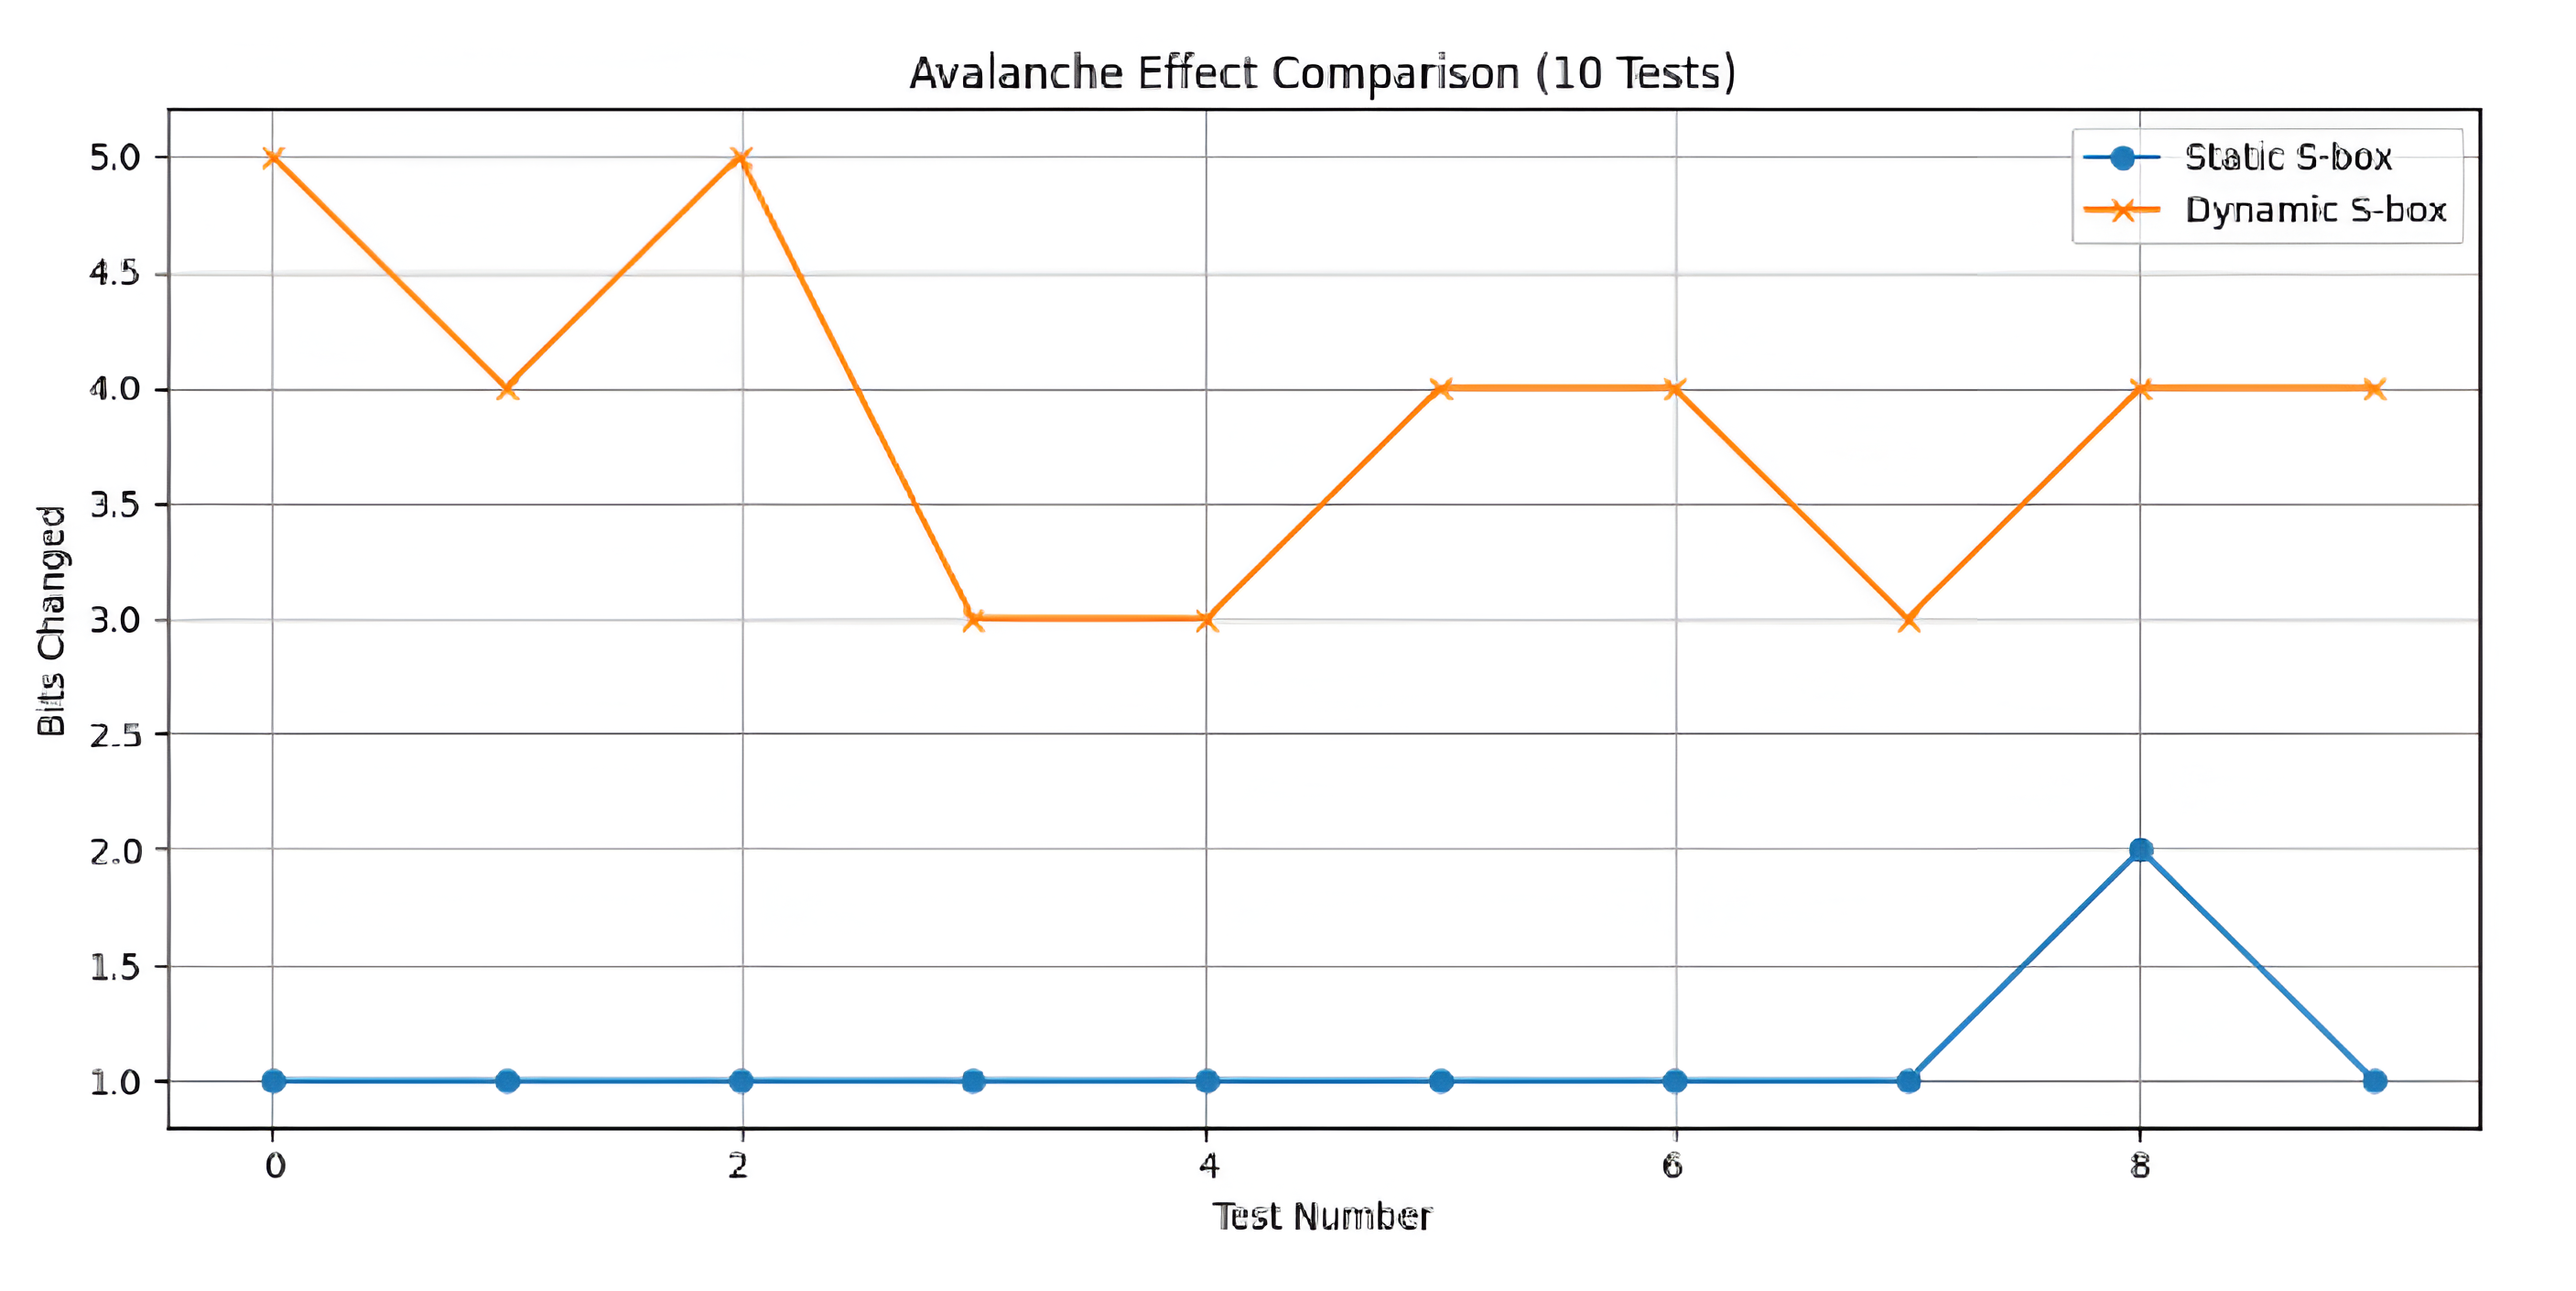 Avalanche Effect Comparison (10 Tests)
Static S-box
Dynamic S-box
5.0
4.5
4.0
3.5
3.0
2.5
2.0
1.5
1.0
Bits Changed
0 2 4 6 8
Test Number